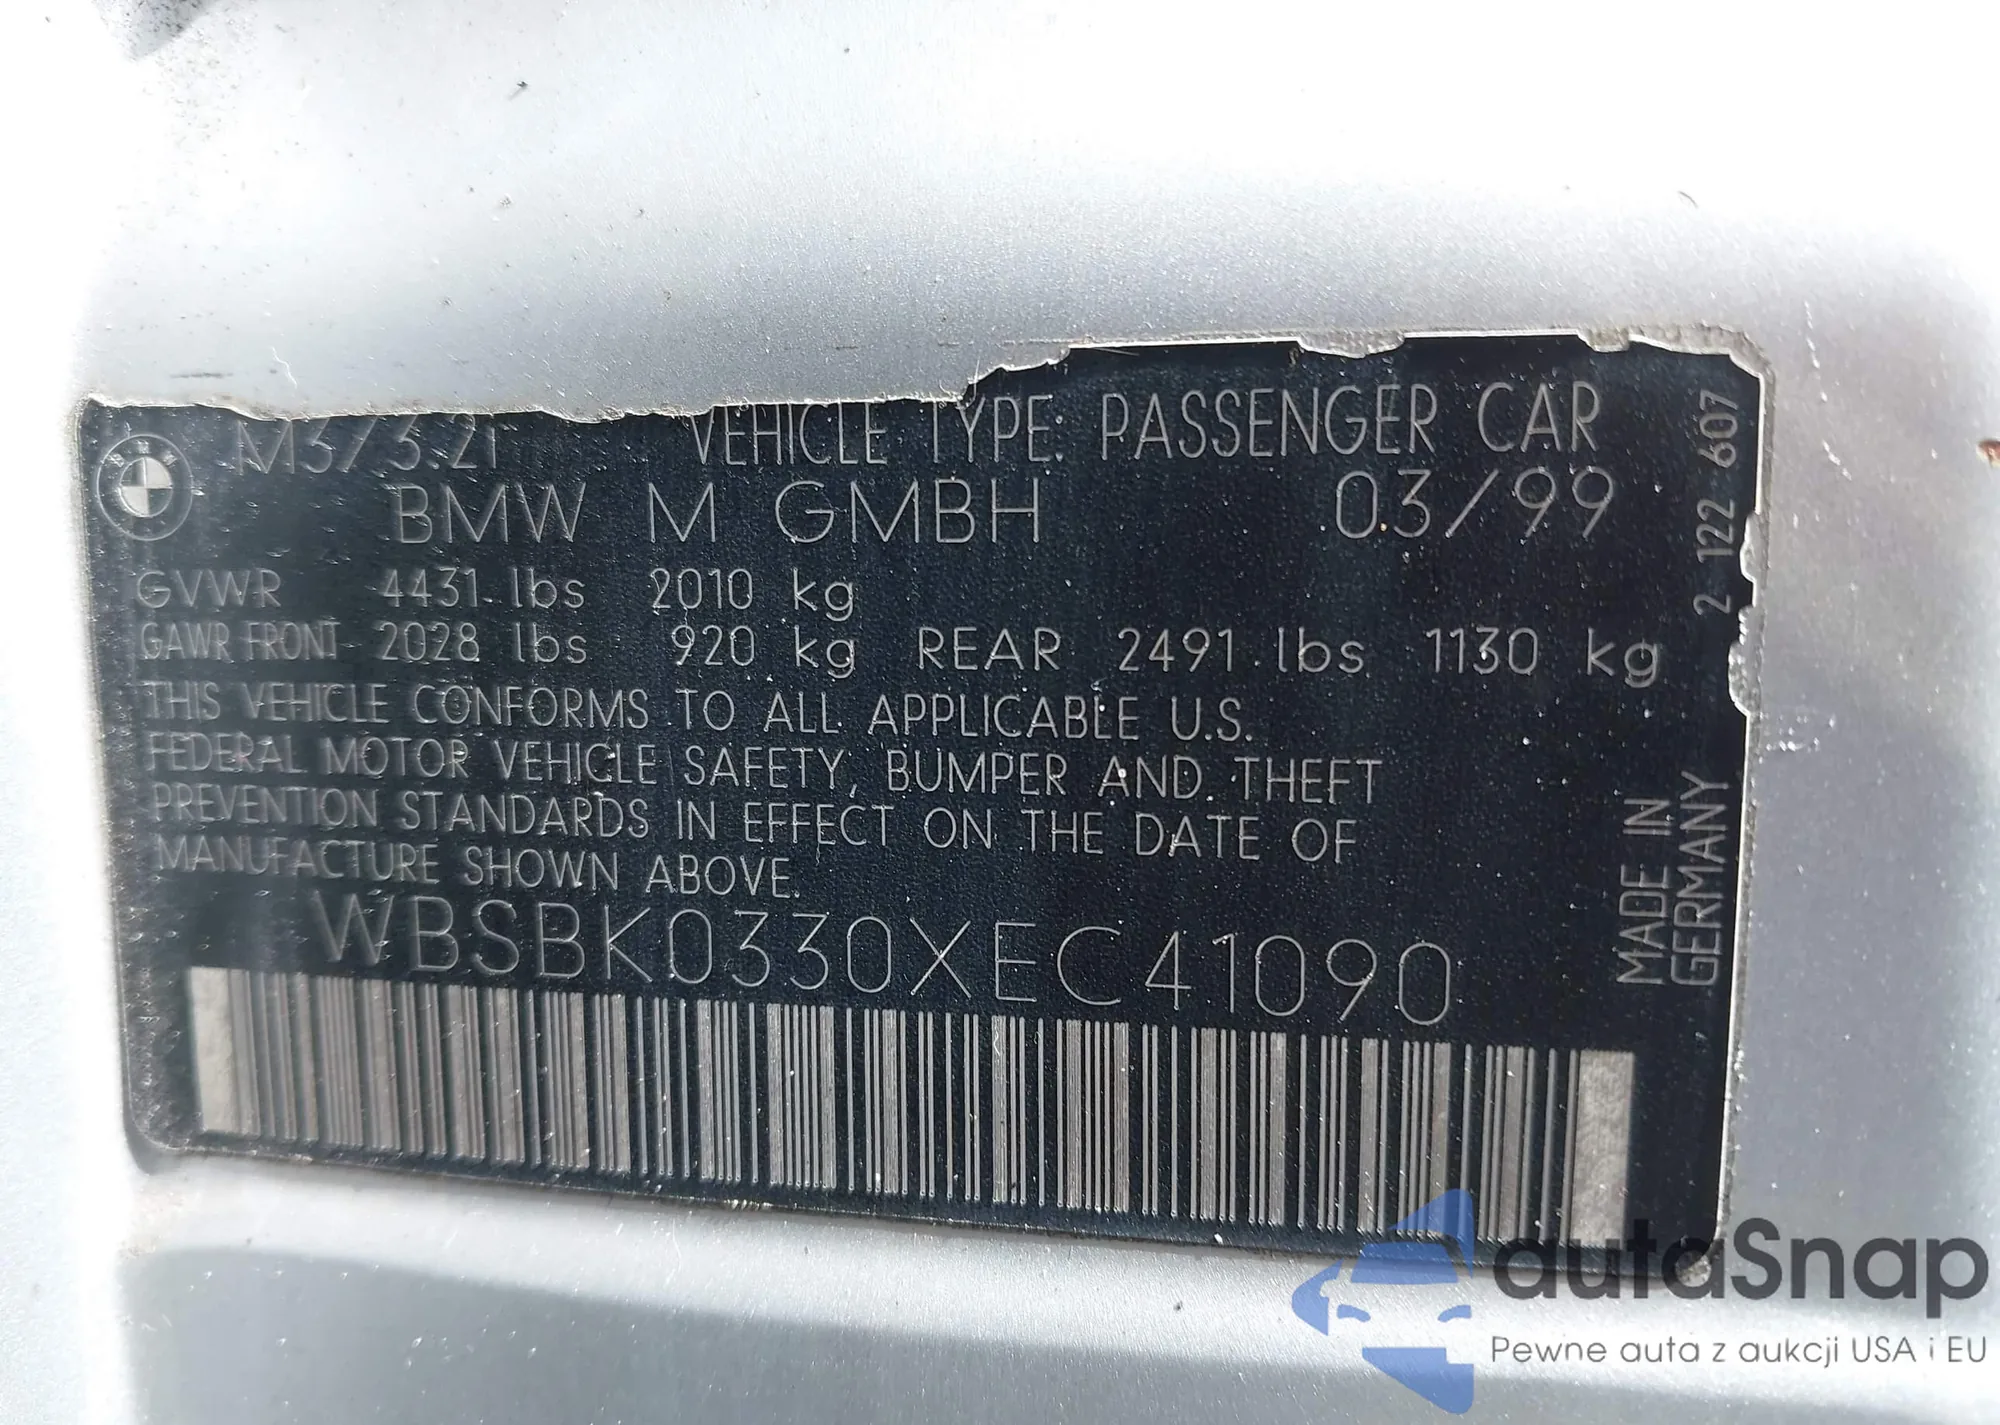 M3/3.2i VEHICLE TYPE: PASSENGER CAR
BMW M GMBH 03/99
GVWR 4431 lbs 2010 kg
GAWR FRONT 2028 lbs 920 kg REAR 2491 lbs 1130 kg
THIS VEHICLE CONFORMS TO ALL APPLICABLE U.S.
FEDERAL MOTOR VEHICLE SAFETY, BUMPER AND THEFT
PREVENTION STANDARDS IN EFFECT ON THE DATE OF
MANUFACTURE SHOWN ABOVE.
WBSBK0330XEC41090
2 122 607
MADE IN
GERMANY
BMW
autaSnap
Pewne auta z aukcji USA i EU